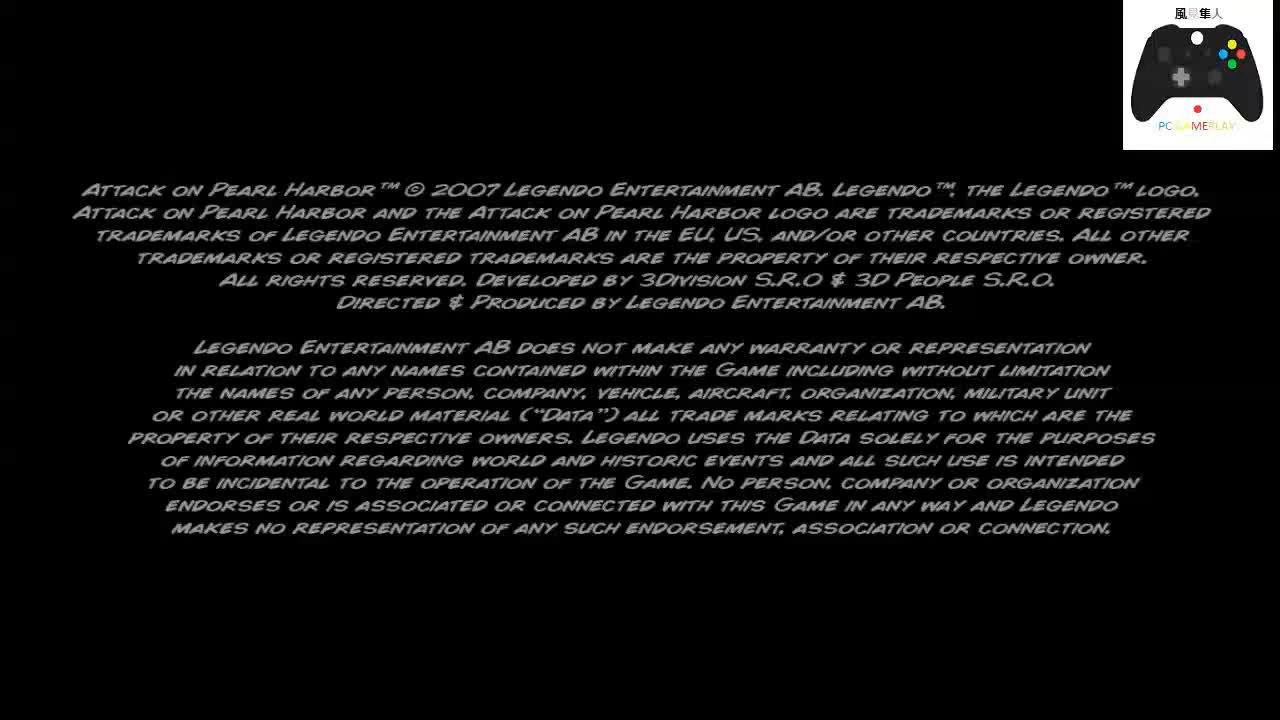 風見隼人
PC GAMEPLAY
Attack on Pearl Harbor™ © 2007 Legendo Entertainment AB. Legendo™, the Legendo™ logo,
Attack on Pearl Harbor and the Attack on Pearl Harbor logo are trademarks or registered
trademarks of Legendo Entertainment AB in the EU, US, and/or other countries. All other
trademarks or registered trademarks are the property of their respective owner.
All rights reserved. Developed by 3Division S.R.O & 3D People S.R.O.
Directed & Produced by Legendo Entertainment AB.
Legendo Entertainment AB does not make any warranty or representation
in relation to any names contained within the Game including without limitation
the names of any person, company, vehicle, aircraft, organization, military unit
or other real world material (“Data”) all trade marks relating to which are the
property of their respective owners. Legendo uses the Data solely for the purposes
of information regarding world and historic events and all such use is intended
to be incidental to the operation of the Game. No person, company or organization
endorses or is associated or connected with this Game in any way and Legendo
makes no representation of any such endorsement, association or connection.